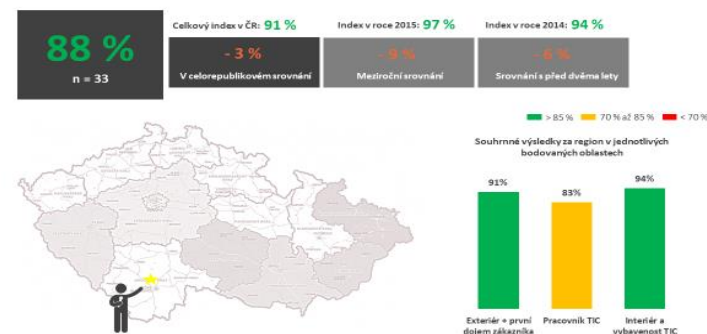 88 %
n = 33
Celkový index v ČR: 91 %
- 3 %
V celorepublikovém srovnání
Index v roce 2015: 97 %
- 9 %
Meziroční srovnání
Index v roce 2014: 94 %
- 6 %
Srovnání s před dvěma lety
> 85 % 70 % až 85 % < 70 %
Souhrnné výsledky za region v jednotlivých
bodovaných oblastech
91%
83%
94%
Exteriér + první
dojem zákazníka
Pracovník TIC
Interiér a
vybavenost TIC